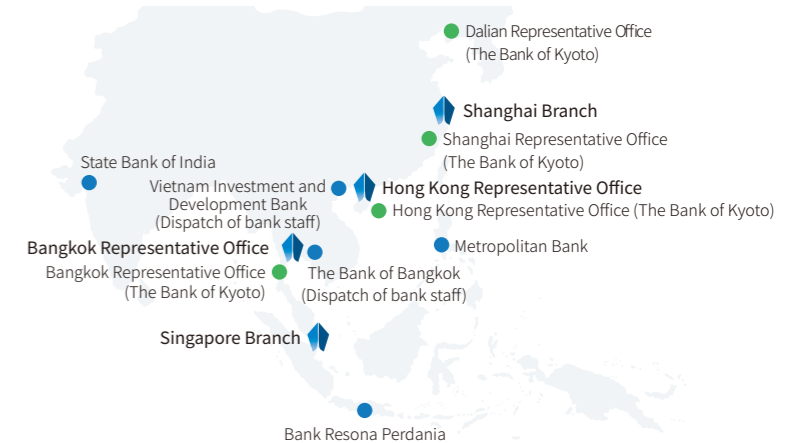 Dalian Representative Office
(The Bank of Kyoto)
Shanghai Branch
Shanghai Representative Office
(The Bank of Kyoto)
State Bank of India
Vietnam Investment and
Development Bank
(Dispatch of bank staff)
Hong Kong Representative Office
Hong Kong Representative Office (The Bank of Kyoto)
Bangkok Representative Office
Bangkok Representative Office
(The Bank of Kyoto)
The Bank of Bangkok
(Dispatch of bank staff)
Metropolitan Bank
Singapore Branch
Bank Resona Perdania